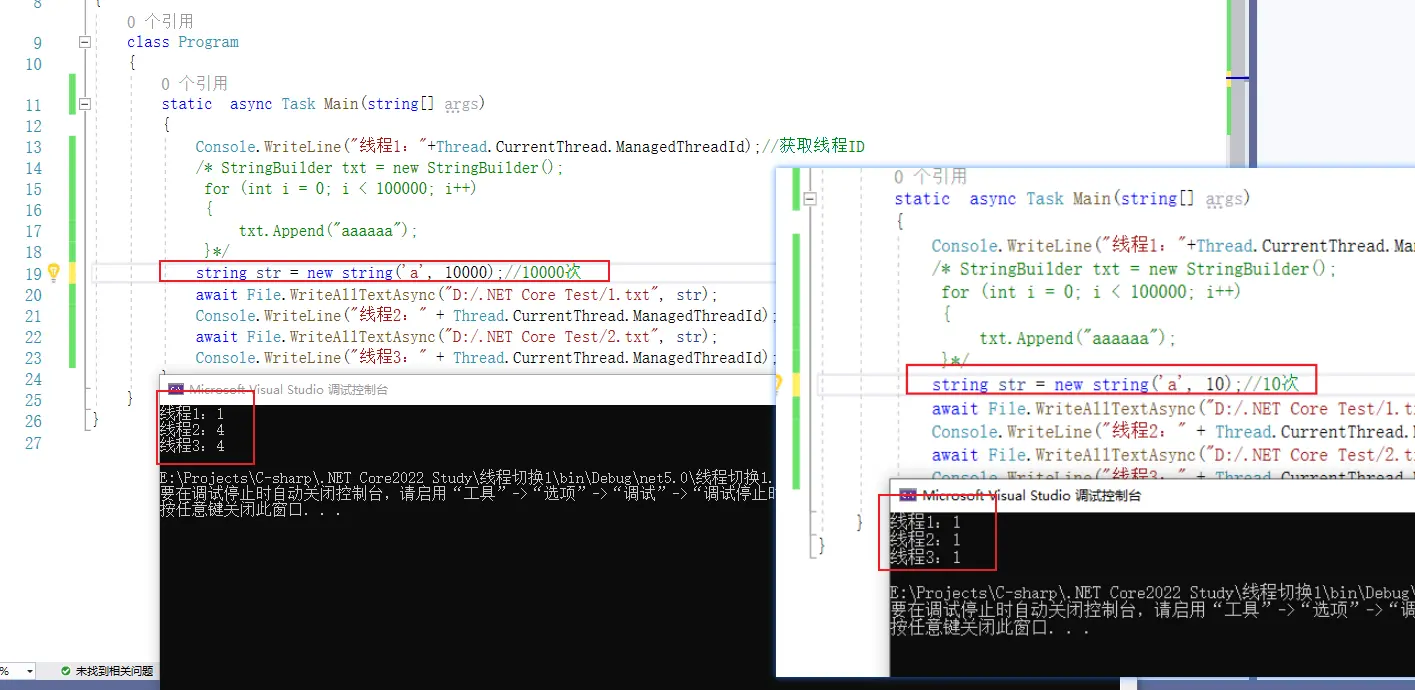 8
0 个引用
9 class Program
10 {
0 个引用
11 static async Task Main(string[] args)
12 {
13 Console.WriteLine("线程1: "+Thread.CurrentThread.ManagedThreadId);//获取线程ID
14 /* StringBuilder txt = new StringBuilder();
15 for (int i = 0; i < 100000; i++)
16 {
17 txt.Append("aaaaaa");
18 }*/
19 string str = new string('a', 10000);//10000次
20 await File.WriteAllTextAsync("D:/.NET Core Test/1.txt", str);
21 Console.WriteLine("线程2: " + Thread.CurrentThread.ManagedThreadId);
22 await File.WriteAllTextAsync("D:/.NET Core Test/2.txt", str);
23 Console.WriteLine("线程3: " + Thread.CurrentThread.ManagedThreadId);
24
25 }
26 }
27
Microsoft Visual Studio 调试控制台
线程1: 1
线程2: 4
线程3: 4
E:\Projects\C-sharp\.NET Core2022 Study\线程切换1\bin\Debug\net5.0\线程切换1.
要在调试停止时自动关闭控制台，请启用“工具”->“选项”->“调试”->“调试停止时
按任意键关闭此窗口. . .
% 未找到相关问题
0 个引用
static async Task Main(string[] args)
{
Console.WriteLine("线程1: "+Thread.CurrentThread.Ma
/* StringBuilder txt = new StringBuilder();
for (int i = 0; i < 100000; i++)
{
txt.Append("aaaaaa");
}*/
string str = new string('a', 10);//10次
await File.WriteAllTextAsync("D:/.NET Core Test/1.t
Console.WriteLine("线程2: " + Thread.CurrentThread.
await File.WriteAllTextAsync("D:/.NET Core Test/2.t
Console.WriteLine("线程3: " + Thread.CurrentThread.
}
}
Microsoft Visual Studio 调试控制台
线程1: 1
线程2: 1
线程3: 1
E:\Projects\C-sharp\.NET Core2022 Study\线程切换1\bin\Debug\
要在调试停止时自动关闭控制台，请启用“工具”->“选项”->“调
按任意键关闭此窗口. . .